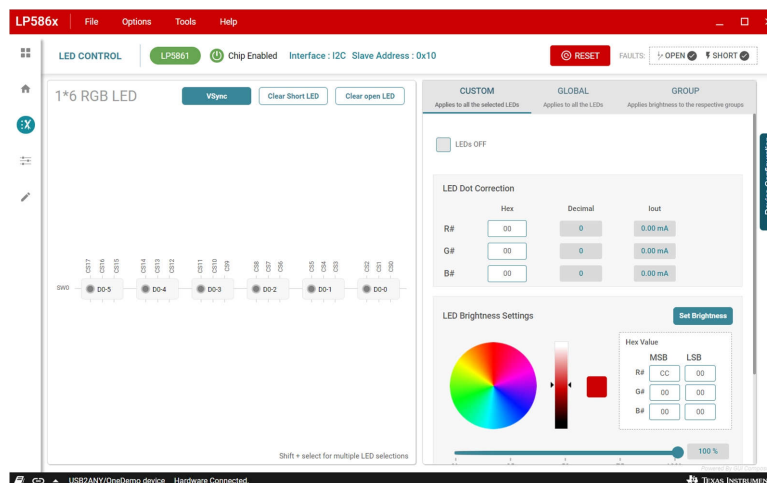 LP586x File Options Tools Help
LED CONTROL LP5861 Chip Enabled Interface : I2C Slave Address : 0x10 RESET FAULTS: OPEN SHORT
1*6 RGB LED VSync Clear Short LED Clear open LED
CUSTOM GLOBAL GROUP
Applies to all the selected LEDs Applies to all the LEDs Applies brightness to the respective groups
LEDs OFF
LED Dot Correction
Hex Decimal Iout
R# 00 0 0.00 mA
G# 00 0 0.00 mA
B# 00 0 0.00 mA
CS17 CS16 CS15 CS14 CS13 CS12 CS11 CS10 CS9 CS8 CS7 CS6 CS5 CS4 CS3 CS2 CS1 CS0
SW0 D0-5 D0-4 D0-3 D0-2 D0-1 D0-0
LED Brightness Settings Set Brightness
Hex Value
MSB LSB
R# CC 00
G# 00 00
B# 00 00
100 %
Shift + select for multiple LED selections
USB2ANY/OneDemo device Hardware Connected.